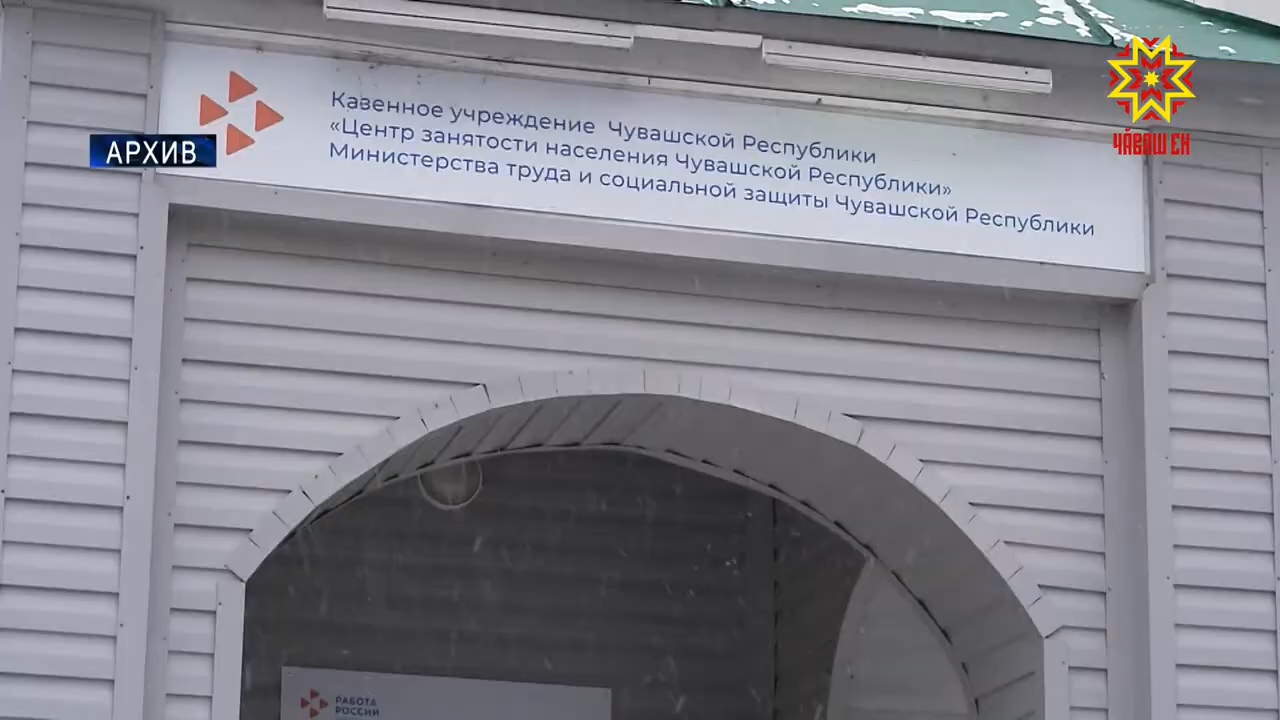 Казенное учреждение Чувашской Республики
«Центр занятости населения Чувашской Республики»
Министерства труда и социальной защиты Чувашской Республики
АРХИВ
ЧӐВАШ ЕН
РАБОТА
РОССИИ